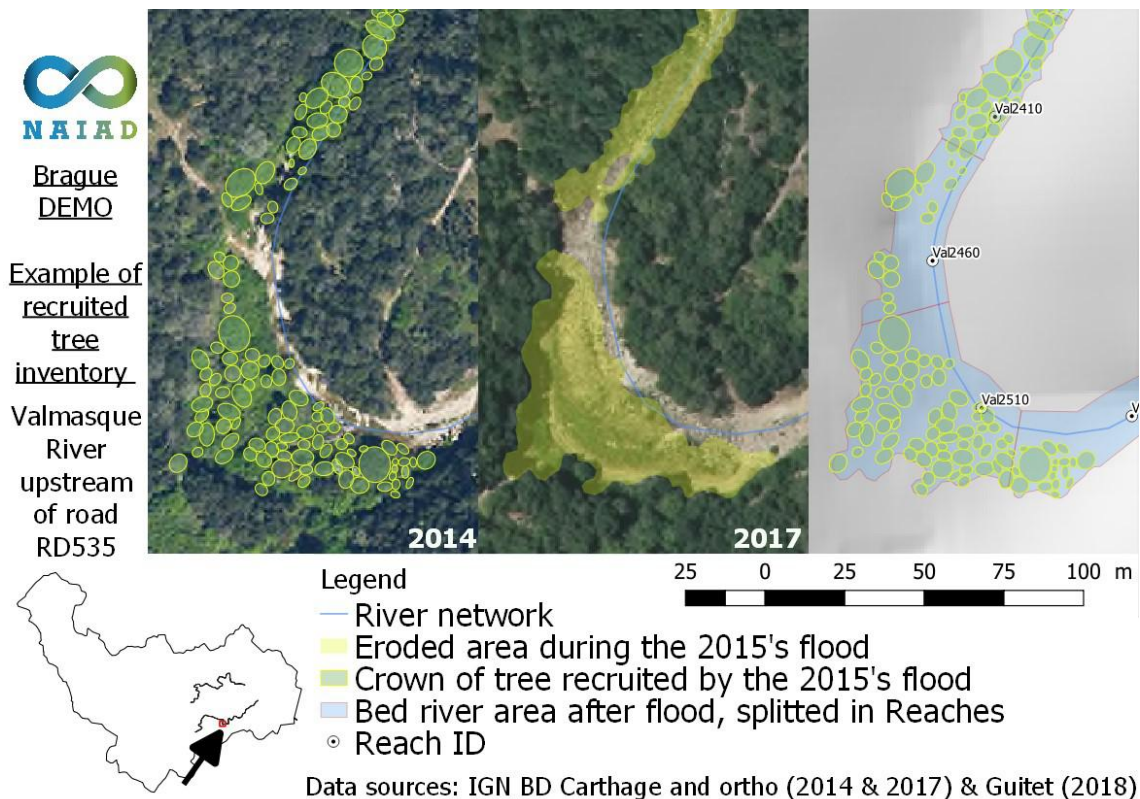 NAIAD
Brague
DEMO
Example of
recruited
tree
inventory
Valmasque
River
upstream
of road
RD535
2014
2017
Val2410
Val2460
Val2510
V
Legend
River network
Eroded area during the 2015's flood
Crown of tree recruited by the 2015's flood
Bed river area after flood, splitted in Reaches
Reach ID
25 0 25 50 75 100 m
Data sources: IGN BD Carthage and ortho (2014 & 2017) & Guitet (2018)